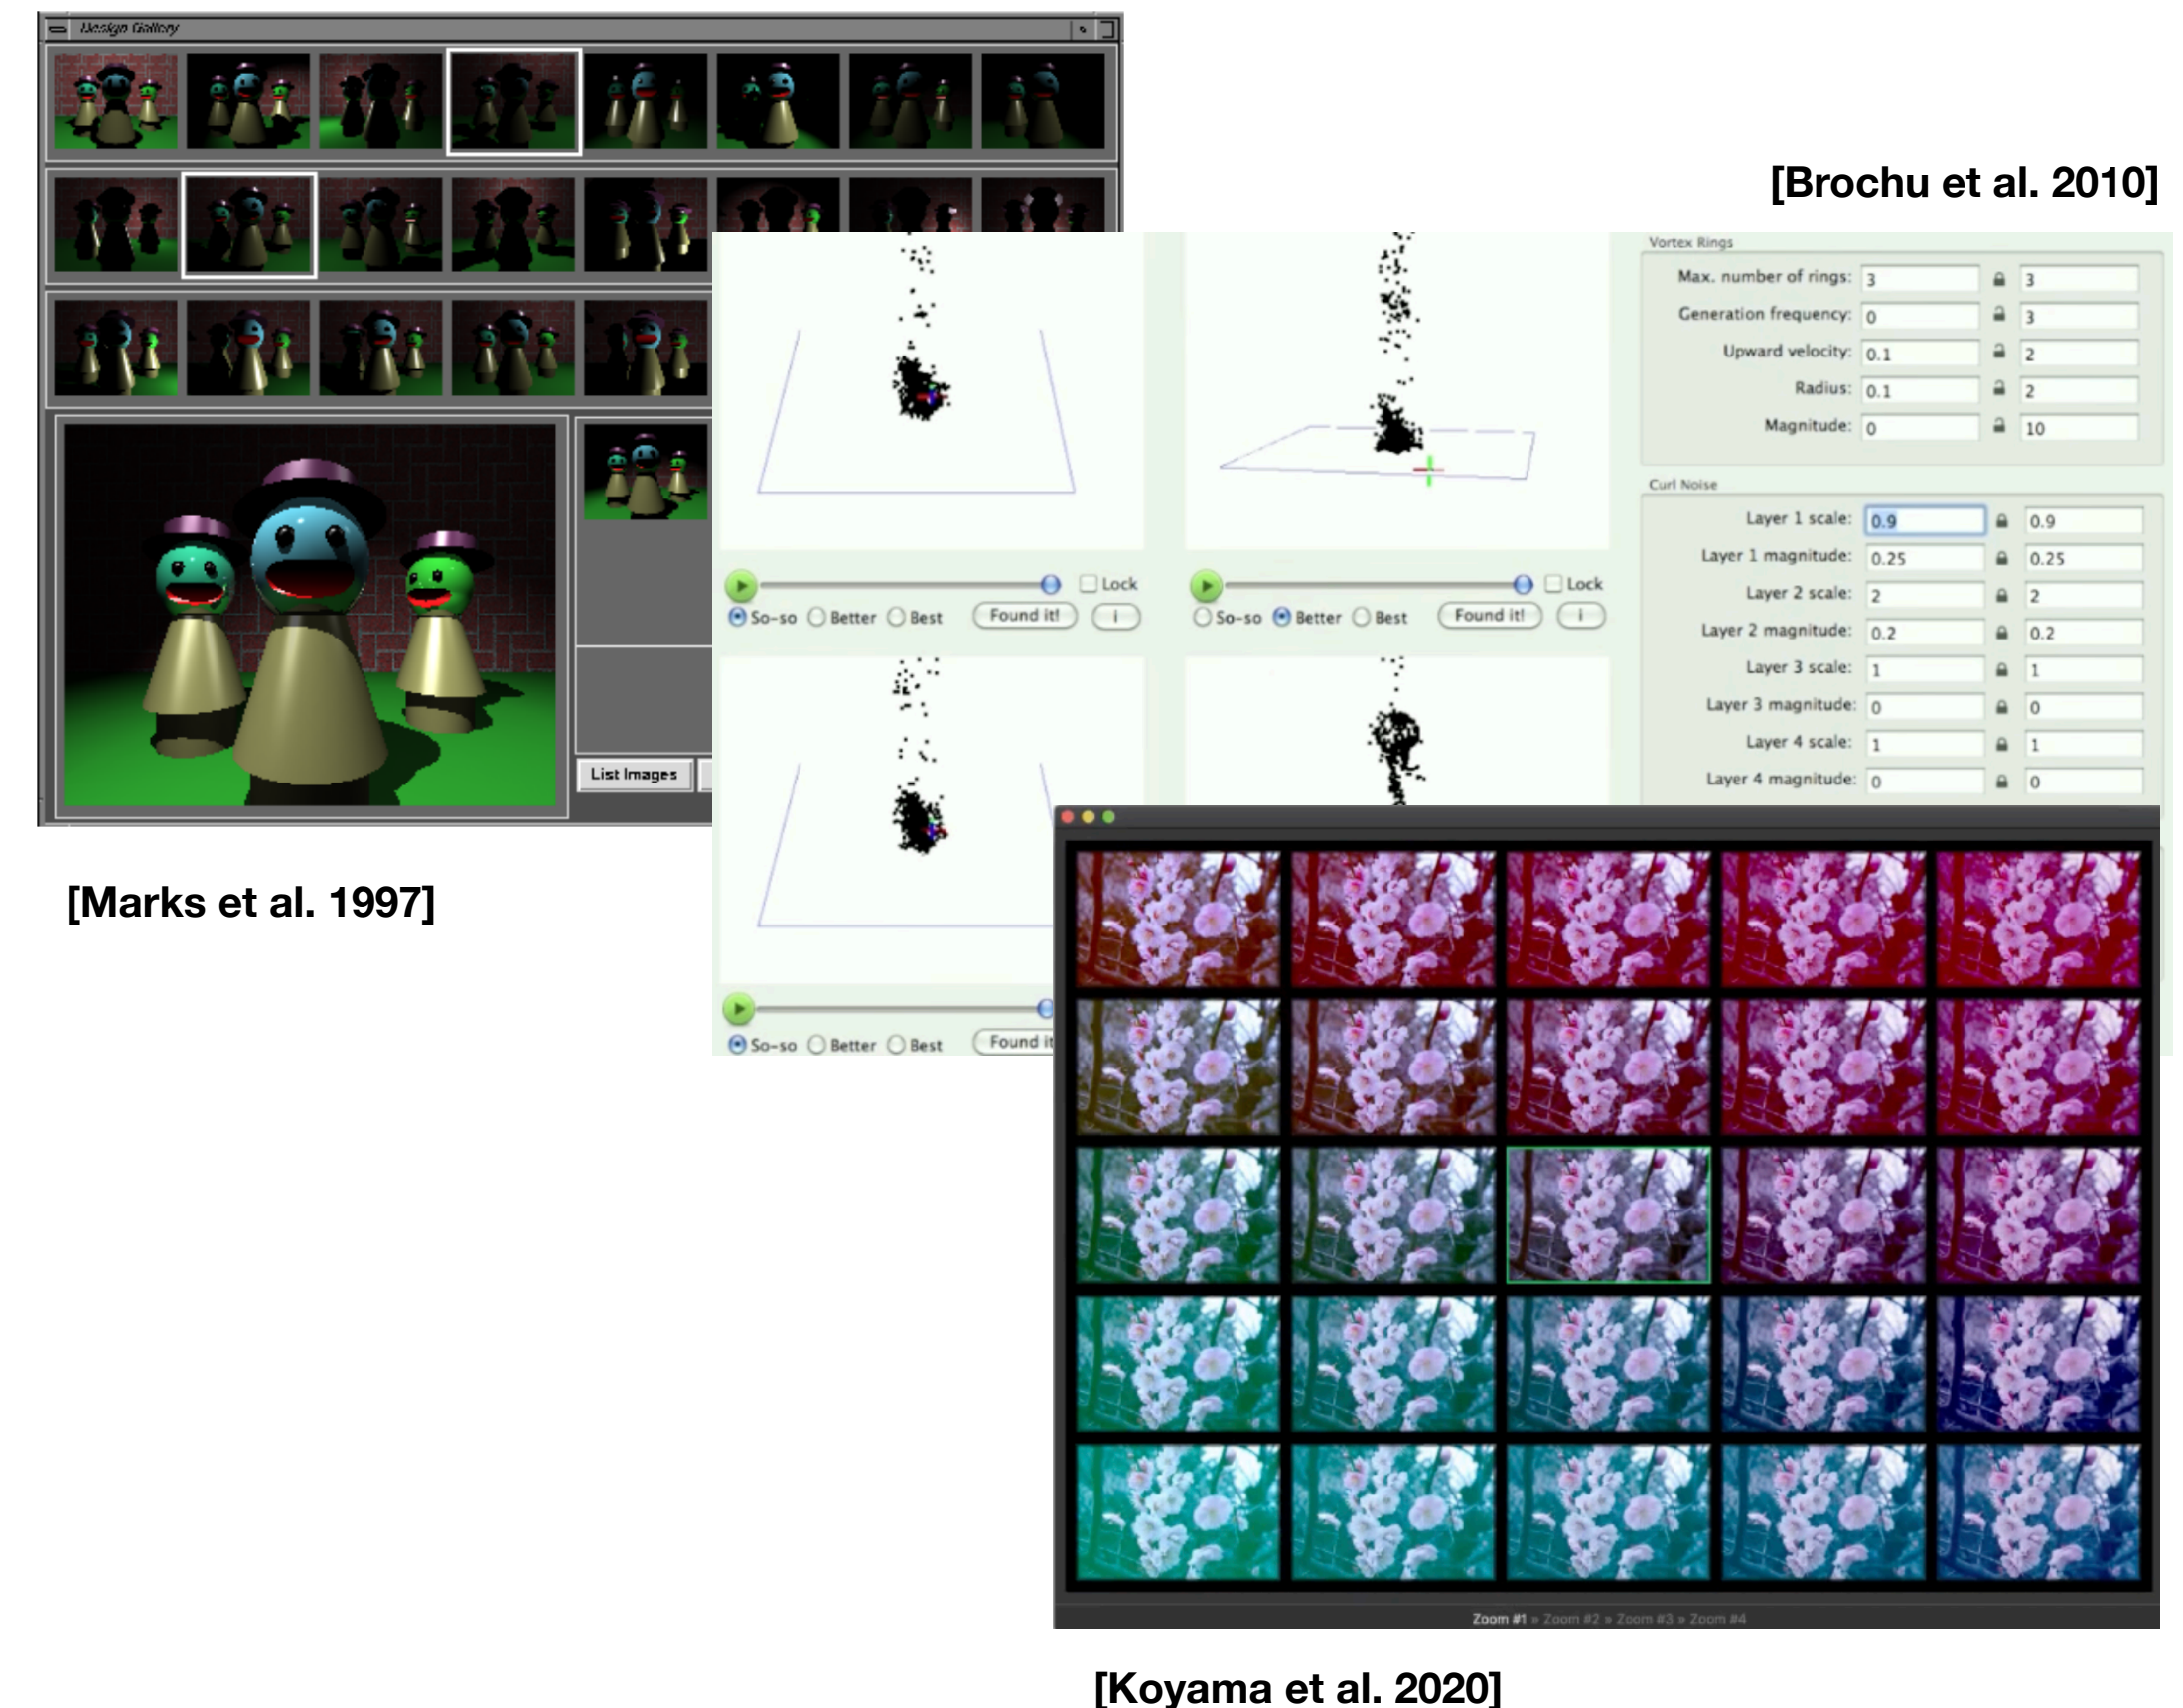 Design Gallery
[Brochu et al. 2010]
Vortex Rings
Max. number of rings: 3 3
Generation frequency: 0 3
Upward velocity: 0.1 2
Radius: 0.1 2
Magnitude: 0 10
Curl Noise
Layer 1 scale: 0.9 0.9
Layer 1 magnitude: 0.25 0.25
Layer 2 scale: 2 2
Layer 2 magnitude: 0.2 0.2
Layer 3 scale: 1 1
Layer 3 magnitude: 0 0
Layer 4 scale: 1 1
Layer 4 magnitude: 0 0
Lock
So-so Better Best Found it! i
Lock
So-so Better Best Found it! i
List Images
So-so Better Best Found it
[Marks et al. 1997]
Zoom #1 » Zoom #2 » Zoom #3 » Zoom #4
[Koyama et al. 2020]